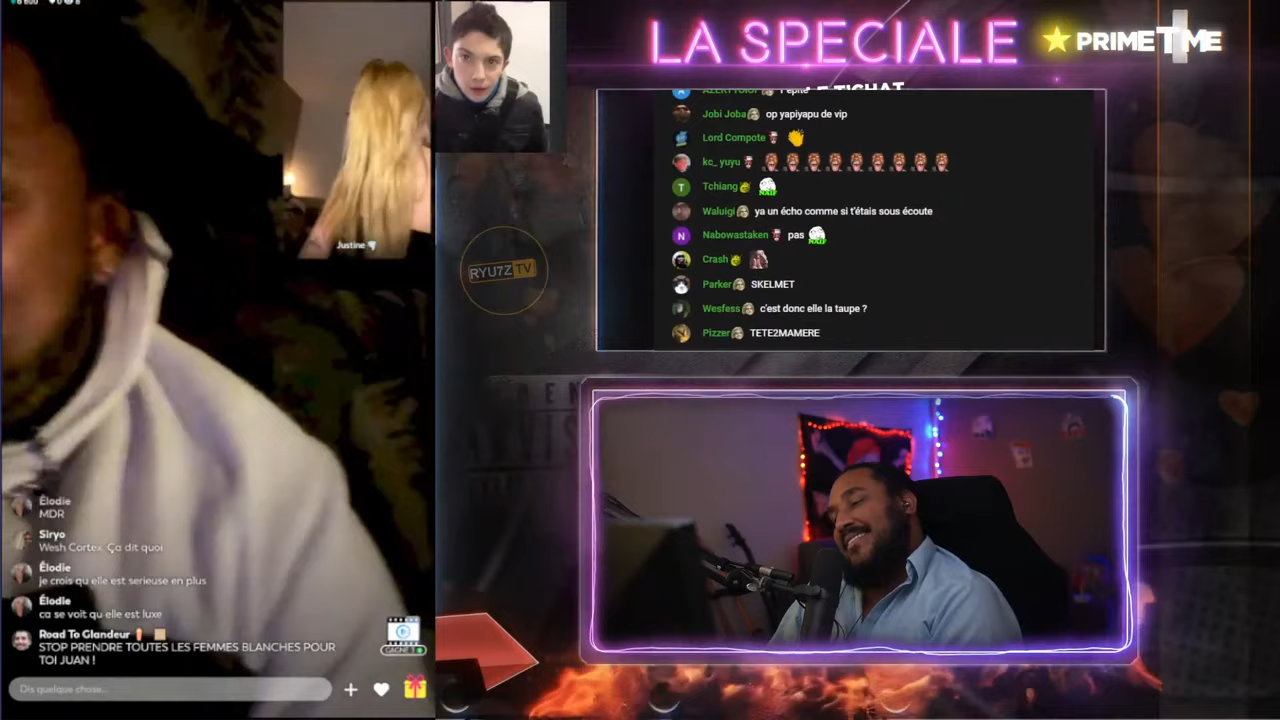 Justine
Élodie
MDR
Siryo
Wesh Cortex. Ça dit quoi
Élodie
je crois qu elle est serieuse en plus
Élodie
ca se voit qu elle est luxe
Road To Glandeur
STOP PRENDRE TOUTES LES FEMMES BLANCHES POUR
TOI JUAN !
Dis quelque chose...
GAGNE
RYU7Z TV
LA SPECIALE
PRIMETIME
Jobi Joba op yapiyapu de vip
Lord Compote
kc_ yuyu
T Tchiang
Waluigi ya un écho comme si t'étais sous écoute
N Nabowastaken pas
Crash
Parker SKELMET
Wesfess c'est donc elle la taupe ?
Pizzer TETE2MAMERE